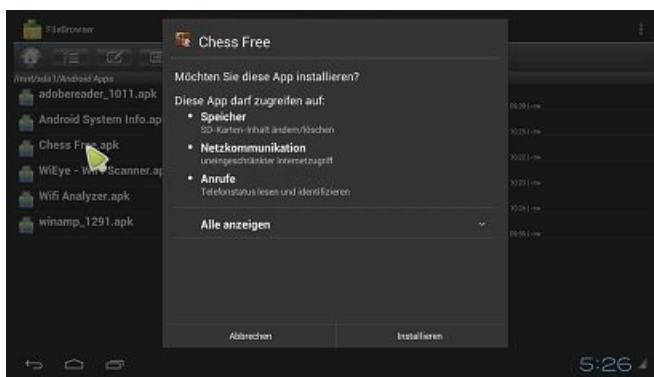 FileBrowser
/mnt/sda1/Android Apps
adobereader_1011.apk
Android System Info.ap
Chess Free.apk
WiEye - Wifi Scanner.ap
Wifi Analyzer.apk
winamp_1291.apk
Chess Free
Möchten Sie diese App installieren?
Diese App darf zugreifen auf:
• Speicher
SD-Karten-Inhalt ändern/löschen
• Netzkommunikation
uneingeschränkter Internetzugriff
• Anrufe
Telefonstatus lesen und identifizieren
Alle anzeigen
Abbrechen
Installieren
5:26